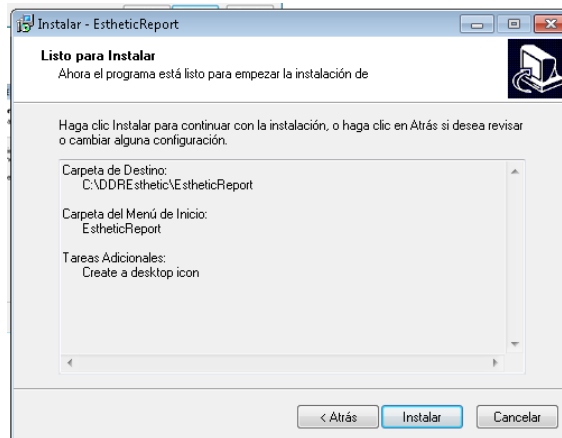 Instalar - EstheticReport
Listo para Instalar
Ahora el programa está listo para empezar la instalación de
Haga clic Instalar para continuar con la instalación, o haga clic en Atrás si desea revisar
o cambiar alguna configuración.
Carpeta de Destino:
C:\DDREsthetic\EstheticReport
Carpeta del Menú de Inicio:
EstheticReport
Tareas Adicionales:
Create a desktop icon
< Atrás
Instalar
Cancelar